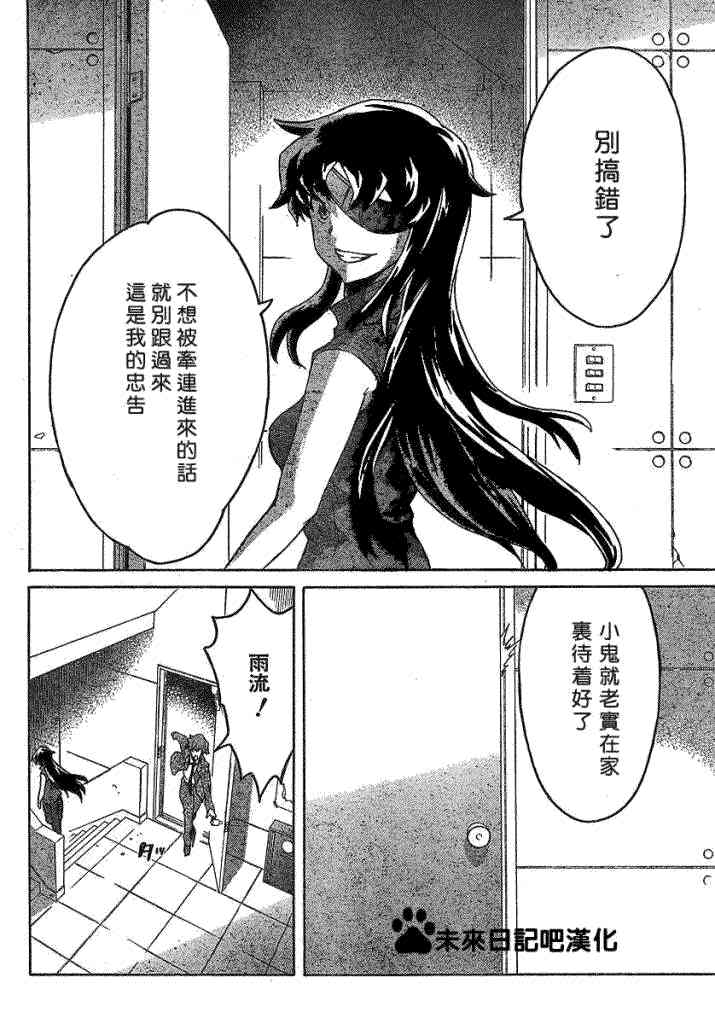 別搞錯了
不想被牽連進來的話
就別跟過來
這是我的忠告
小鬼就老實在家
裏待着好了
雨流！
未來日記吧漢化